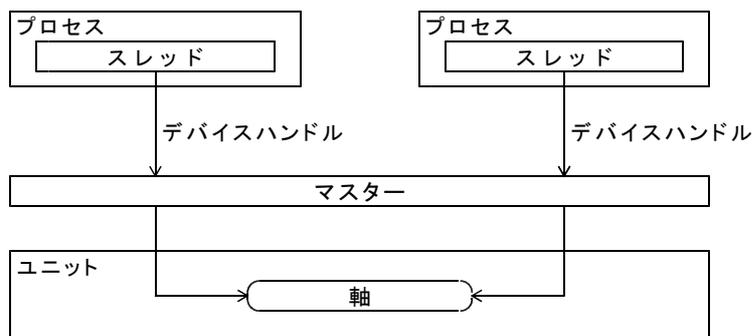 プロセス
スレッド
プロセス
スレッド
デバイスハンドル
デバイスハンドル
マスター
ユニット
軸